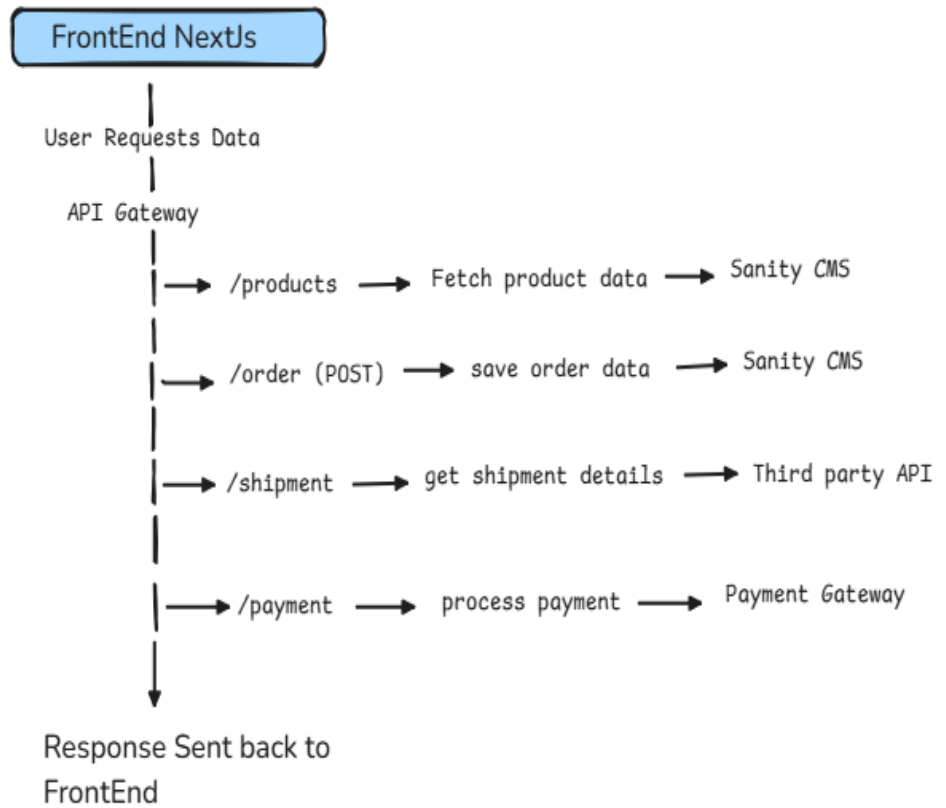 FrontEnd NextJs
User Requests Data
API Gateway
/products Fetch product data Sanity CMS
/order (POST) save order data Sanity CMS
/shipment get shipment details Third party API
/payment process payment Payment Gateway
Response Sent back to
FrontEnd